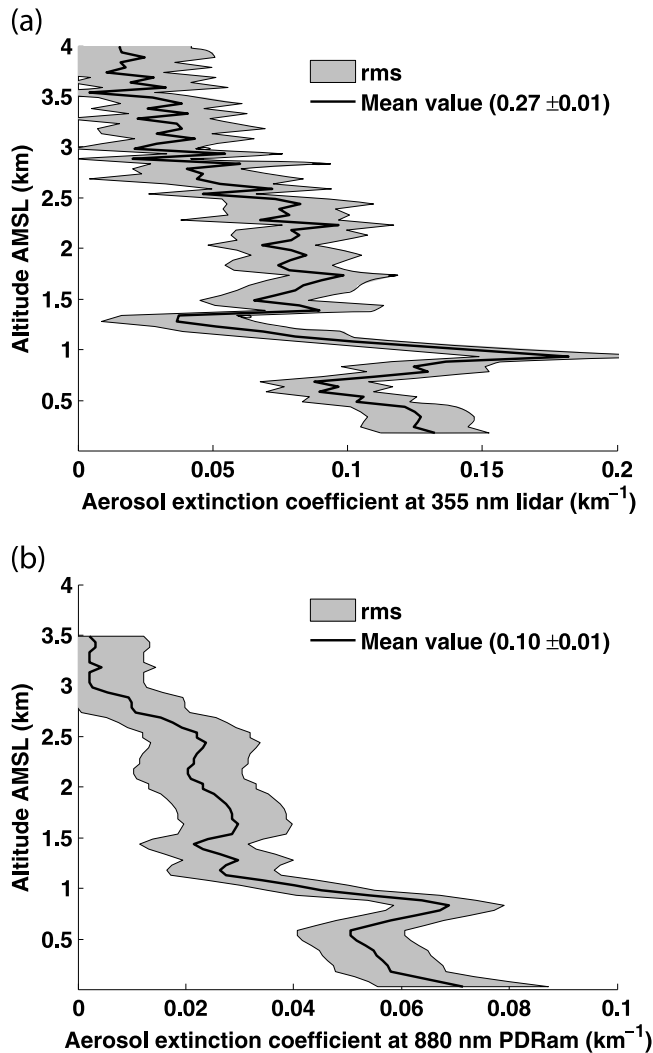 (a)
4
3.5
3
2.5
2
1.5
1
0.5
Altitude AMSL (km)
rms
Mean value (0.27 ±0.01)
0
0.05
0.1
0.15
0.2
Aerosol extinction coefficient at 355 nm lidar (km⁻¹)
(b)
4
3.5
3
2.5
2
1.5
1
0.5
Altitude AMSL (km)
rms
Mean value (0.10 ±0.01)
0
0.02
0.04
0.06
0.08
0.1
Aerosol extinction coefficient at 880 nm PDRam (km⁻¹)